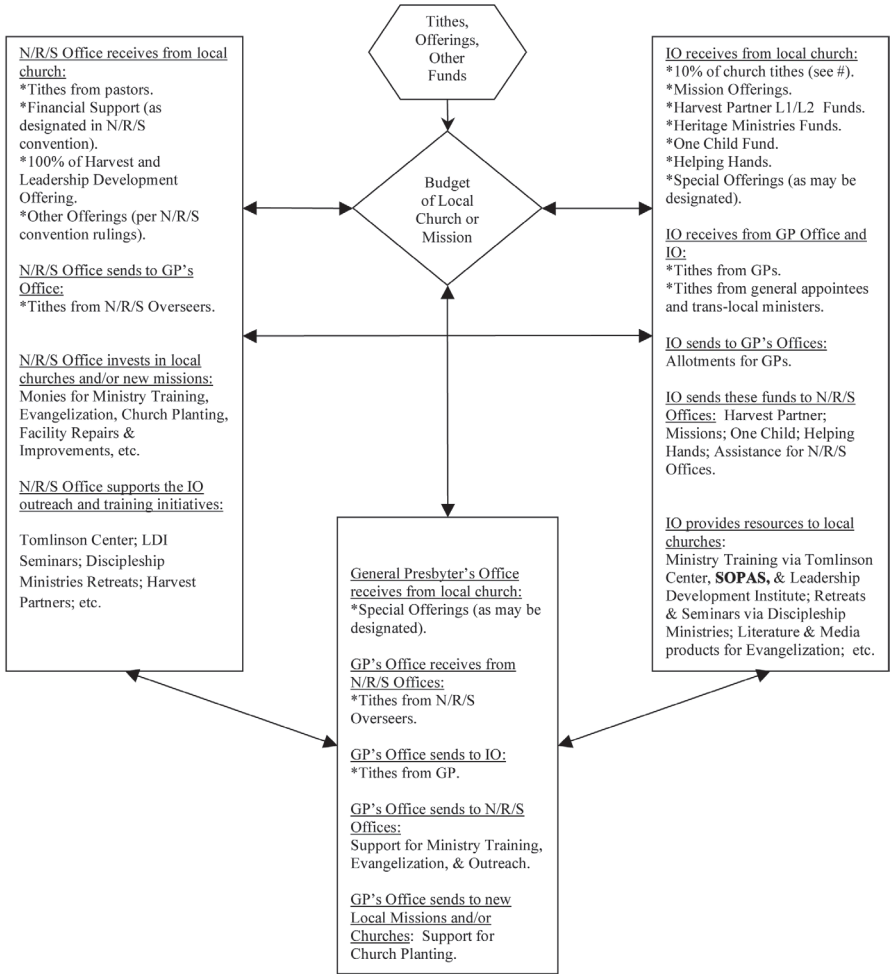 Tithes,
Offerings,
Other
Funds
N/R/S Office receives from local
church:
*Tithes from pastors.
*Financial Support (as
designated in N/R/S
convention).
*100% of Harvest and
Leadership Development
Offering.
*Other Offerings (per N/R/S
convention rulings).
N/R/S Office sends to GP's
Office:
*Tithes from N/R/S Overseers.
N/R/S Office invests in local
churches and/or new missions:
Monies for Ministry Training,
Evangelization, Church Planting,
Facility Repairs &
Improvements, etc.
N/R/S Office supports the IO
outreach and training initiatives:
Tomlinson Center; LDI
Seminars; Discipleship
Ministries Retreats; Harvest
Partners; etc.
Budget
of Local
Church or
Mission
IO receives from local church:
*10% of church tithes (see #).
*Mission Offerings.
*Harvest Partner L1/L2  Funds.
*Heritage Ministries Funds.
*One Child Fund.
*Helping Hands.
*Special Offerings (as may be
designated).
IO receives from GP Office and
IO:
*Tithes from GPs.
*Tithes from general appointees
and trans-local ministers.
IO sends to GP's Offices:
Allotments for GPs.
IO sends these funds to N/R/S
Offices:  Harvest Partner;
Missions; One Child; Helping
Hands; Assistance for N/R/S
Offices.
IO provides resources to local
churches:
Ministry Training via Tomlinson
Center, SOPAS, & Leadership
Development Institute; Retreats
& Seminars via Discipleship
Ministries; Literature & Media
products for Evangelization;  etc.
General Presbyter's Office
receives from local church:
*Special Offerings (as may be
designated).
GP's Office receives from
N/R/S Offices:
*Tithes from N/R/S
Overseers.
GP's Office sends to IO:
*Tithes from GP.
GP's Office sends to N/R/S
Offices:
Support for Ministry Training,
Evangelization, & Outreach.
GP's Office sends to new
Local Missions and/or
Churches:  Support for
Church Planting.